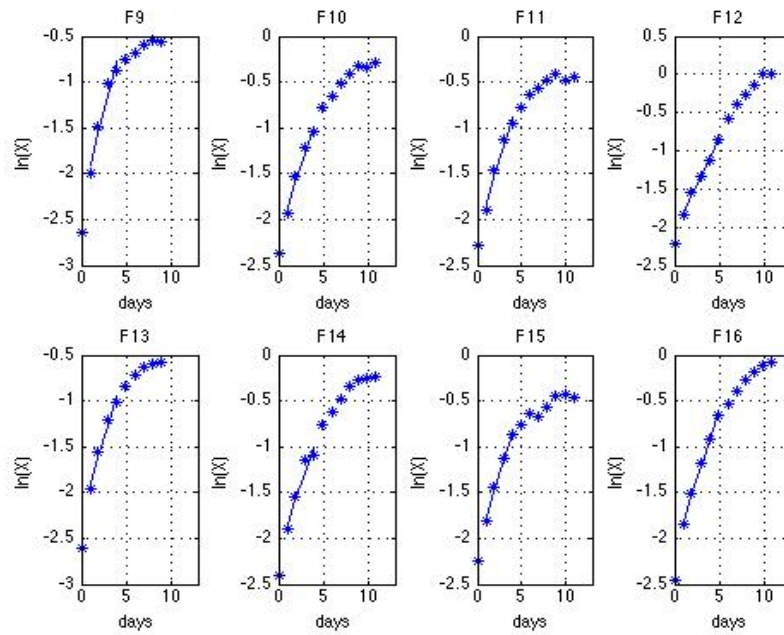 F9 F10 F11 F12
-0.5 0 0 0.5
-1 -0.5 -0.5 0
-1.5 -1 -1 -0.5
-2 -1.5 -1.5 -1
-2.5 -2 -2 -1.5
-3 -2.5 -2.5 -2
-2.5
ln(X) ln(X) ln(X) ln(X)
0 5 10 0 5 10 0 5 10 0 5 10
days days days days
F13 F14 F15 F16
-0.5 0 0 0
-1 -0.5 -0.5 -0.5
-1.5 -1 -1 -1
-2 -1.5 -1.5 -1.5
-2.5 -2 -2 -2
-3 -2.5 -2.5 -2.5
ln(X) ln(X) ln(X) ln(X)
0 5 10 0 5 10 0 5 10 0 5 10
days days days days